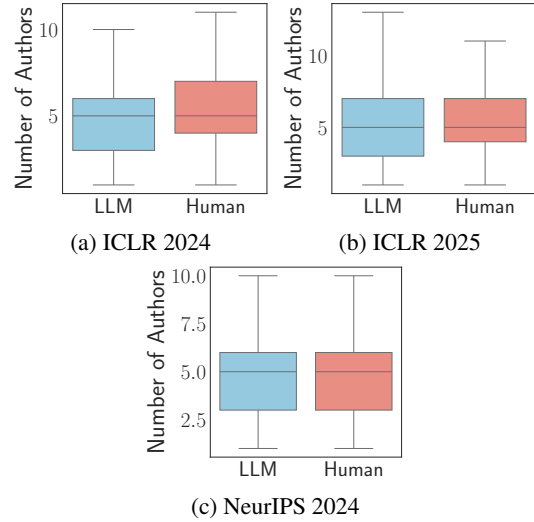 Number of Authors
10
5
LLM Human
(a) ICLR 2024
Number of Authors
10
5
LLM Human
(b) ICLR 2025
Number of Authors
10.0
7.5
5.0
2.5
LLM Human
(c) NeurIPS 2024